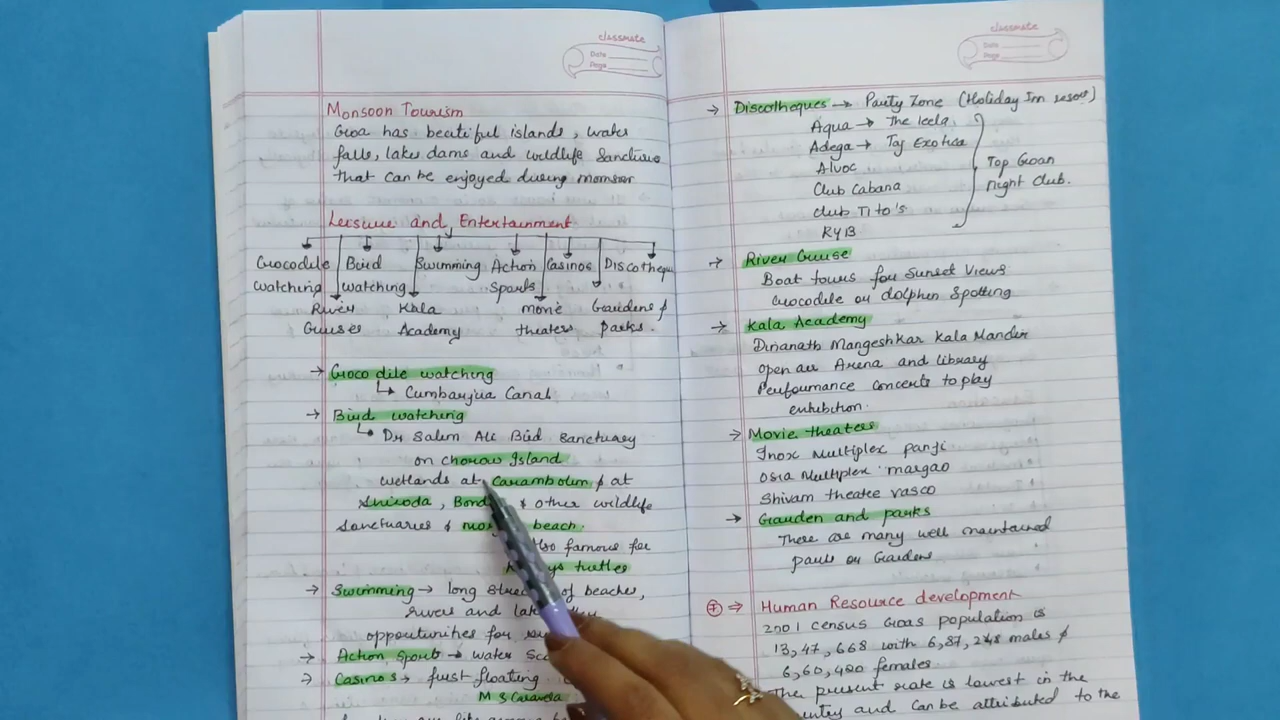 classmate
Date
Page
Monsoon Tourism
Goa has beautiful islands, water
falls, lakes dams and wildlife Sancturies
that can be enjoyed during monsoon
Leisure and Entertainment
Crocodile Bird Swimming Action Casinos Discotheque
watching watching Sports
River Kala movie Gardens &
Cruises Academy theaters Parks.
→ Crocodile watching
↳ Cumbarjua Canal
→ Bird watching
↳ Dr Salem Ali Bird Sanctuary
on chorow Island
wetlands at Carambolim & at
Shiroda, & other wildlife
Sanctuaries & beach.
also famous for
turtles
→ Swimming → long of beaches,
rivers and
opportunities for
→ Action Sports → water
→ Casinos → first floating
M S Caravela
classmate
Date
Page
→ Discotheques → Party Zone (Holiday Inn resort)
Aqua → The leela
Adega → Taj Exotica
Aluoc
Club Cabana
club Tito's
RYB
Top Goan
night Club.
→ River Cruise
Boat tours for sunset Views
Crocodile or dolphin Spotting
→ Kala Academy
Dinanath Mangeshkar Kala Mandir
open air Arena and library
Performance Concerts to play
exhibition.
→ Movie theaters
Inox Multiplex panji
Osia Multiplex margao
Shivam theatre vasco
→ Garden and parks
There are many well maintained
parks or Gardens
⇒ Human Resource development
2001 census Goas population is
13,47,668 with 6,87,248 males &
6,60,420 females
The present rate is lowest in the
and can be attributed to the